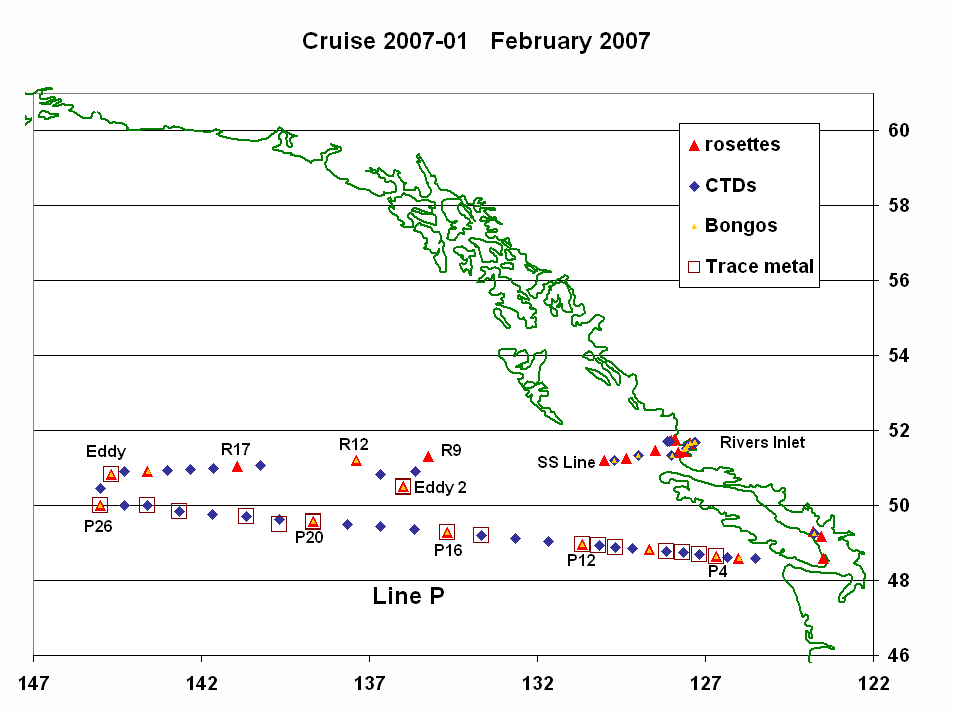 Cruise 2007-01 February 2007
rosettes
CTDs
Bongos
Trace metal
60
58
56
54
52
50
48
46
Eddy
R17
R12
R9
SS Line
Rivers Inlet
Eddy 2
P26
P20
P16
P12
P4
Line P
147
142
137
132
127
122